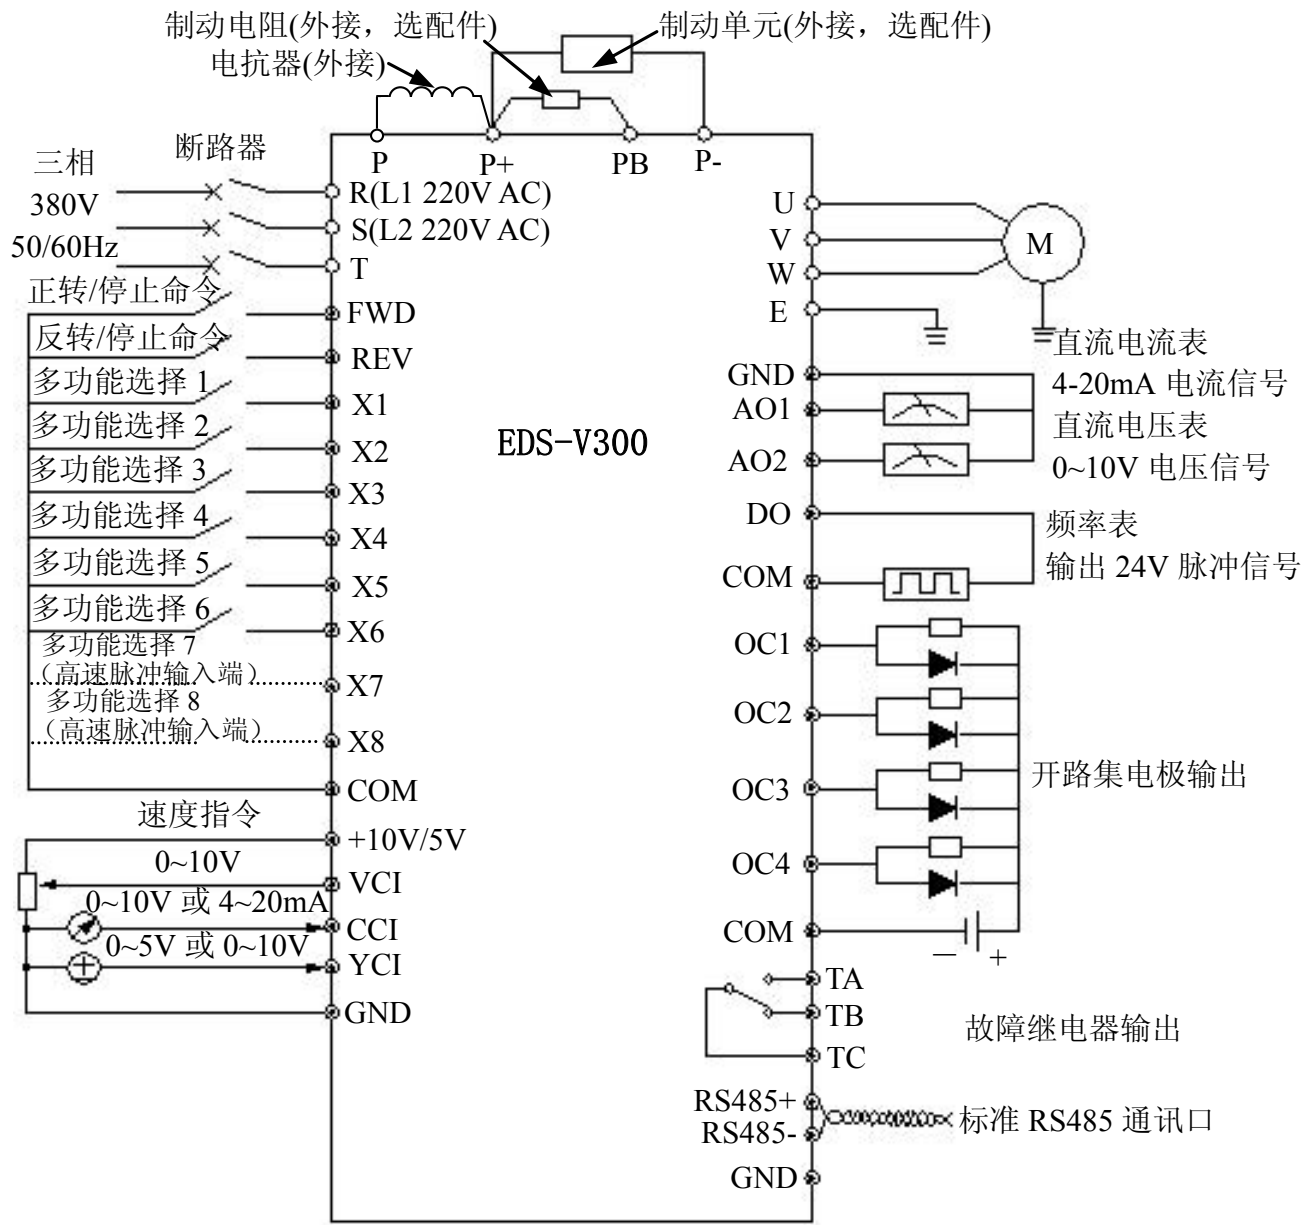 制动电阻(外接，选配件)
制动单元(外接，选配件)
电抗器(外接)
P
P+
PB
P-
三相
380V
50/60Hz
断路器
R(L1 220V AC)
S(L2 220V AC)
T
正转/停止命令
FWD
反转/停止命令
REV
多功能选择 1
X1
多功能选择 2
X2
多功能选择 3
X3
多功能选择 4
X4
多功能选择 5
X5
多功能选择 6
X6
多功能选择 7
（高速脉冲输入端）
X7
多功能选择 8
（高速脉冲输入端）
X8
COM
速度指令
+10V/5V
0~10V
VCI
0~10V 或 4~20mA
CCI
0~5V 或 0~10V
YCI
GND
EDS-V300
U
V
W
E
M
GND
AO1
AO2
直流电流表
4-20mA 电流信号
直流电压表
0~10V 电压信号
DO
COM
频率表
输出 24V 脉冲信号
OC1
OC2
OC3
OC4
开路集电极输出
COM
－ +
TA
TB
TC
故障继电器输出
RS485+
RS485-
标准 RS485 通讯口
GND